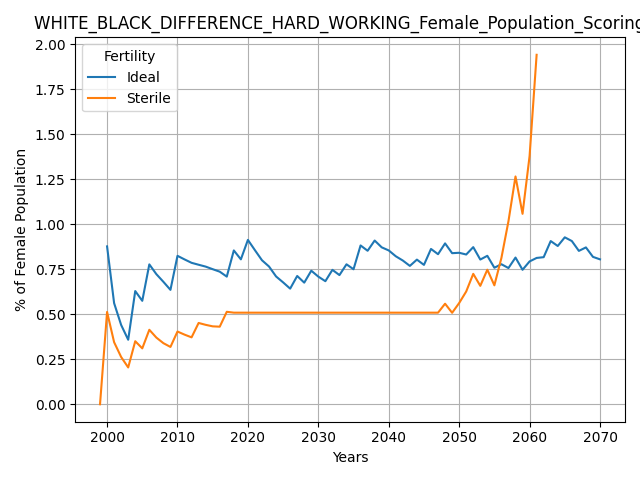 WHITE_BLACK_DIFFERENCE_HARD_WORKING_Female_Population_Scoring
2.00
1.75
1.50
1.25
1.00
0.75
0.50
0.25
0.00
% of Female Population
Fertility
Ideal
Sterile
2000 2010 2020 2030 2040 2050 2060 2070
Years